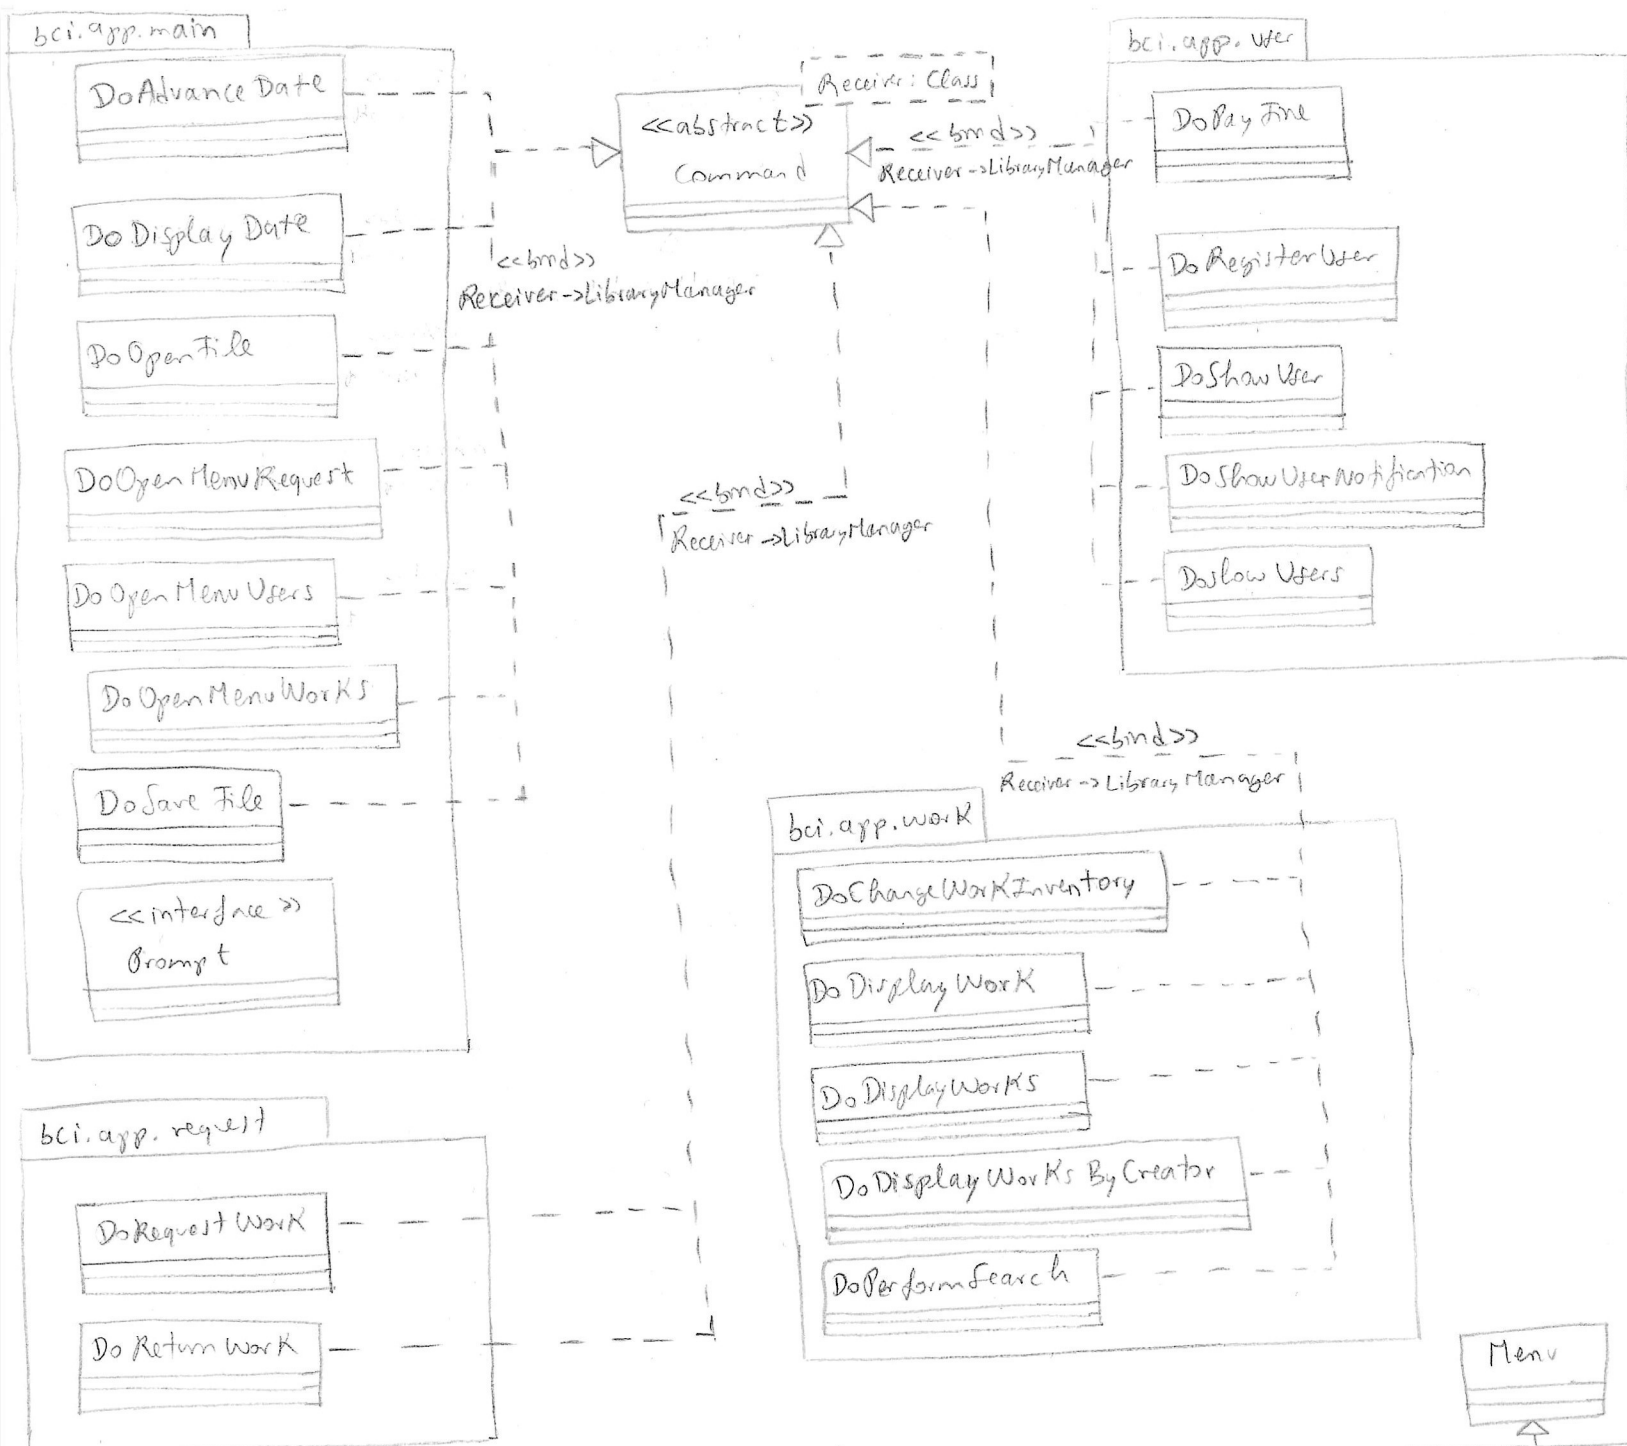 bci.app.main
DoAdvanceDate
DoDisplayDate
DoOpenFile
DoOpenMenuRequest
DoOpenMenuUsers
DoOpenMenuWorks
DoSaveFile
<<interface>>
Prompt
<<bind>>
Receiver->LibraryManager
Receiver: Class
<<abstract>>
Command
<<bind>>
Receiver->LibraryManager
bci.app.user
DoPayFine
DoRegisterUser
DoShowUser
DoShowUserNotification
DoShowUsers
<<bind>>
Receiver->LibraryManager
<<bind>>
Receiver->LibraryManager
bci.app.work
DoChangeWorkInventory
DoDisplayWork
DoDisplayWorks
DoDisplayWorksByCreator
DoPerformSearch
bci.app.request
DoRequestWork
DoReturnWork
Menu